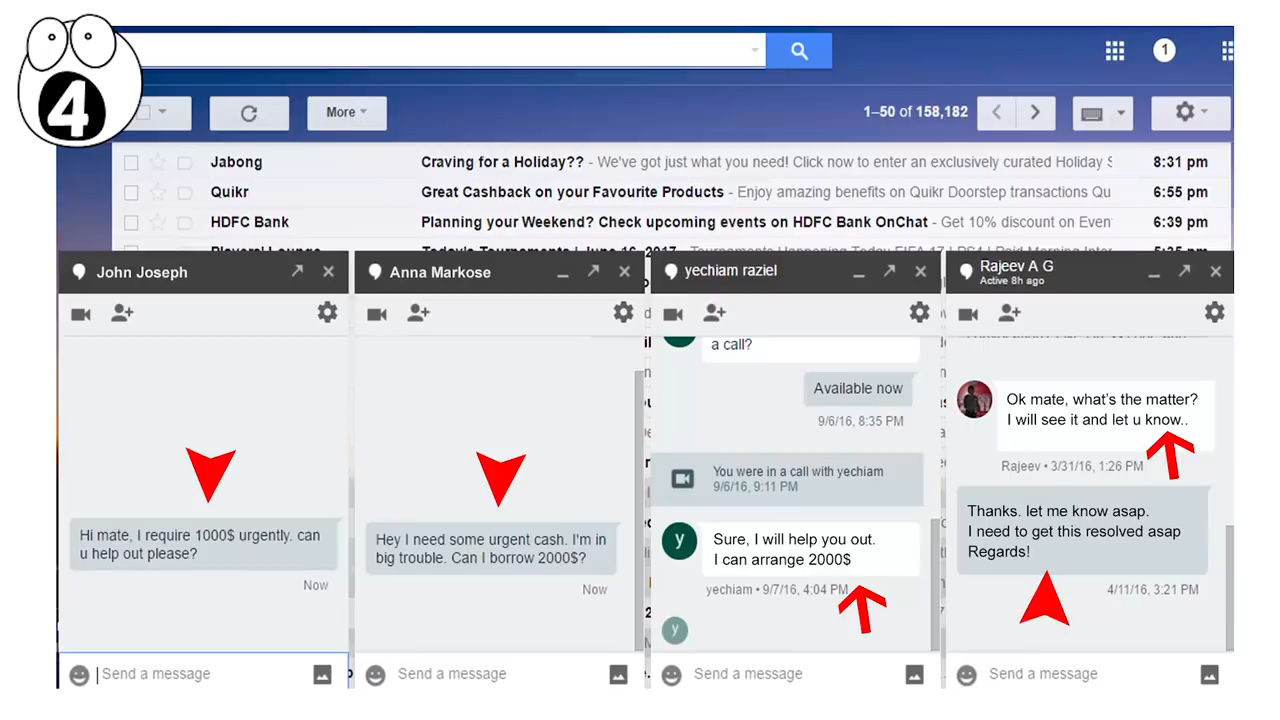 4
1
More
1–50 of 158,182
Jabong Craving for a Holiday?? - We've got just what you need! Click now to enter an exclusively curated Holiday S 8:31 pm
Quikr Great Cashback on your Favourite Products - Enjoy amazing benefits on Quikr Doorstep transactions Qu 6:55 pm
HDFC Bank Planning your Weekend? Check upcoming events on HDFC Bank OnChat - Get 10% discount on Even 6:39 pm
John Joseph
Hi mate, I require 1000$ urgently. can
u help out please?
Now
Send a message
Anna Markose
Hey I need some urgent cash. I'm in
big trouble. Can I borrow 2000$?
Now
Send a message
yechiam raziel
a call?
Available now
9/6/16, 8:35 PM
You were in a call with yechiam
9/6/16, 9:11 PM
y
Sure, I will help you out.
I can arrange 2000$
yechiam • 9/7/16, 4:04 PM
y
Send a message
Rajeev A G
Active 8h ago
Ok mate, what's the matter?
I will see it and let u know..
Rajeev • 3/31/16, 1:26 PM
Thanks. let me know asap.
I need to get this resolved asap
Regards!
4/11/16, 3:21 PM
Send a message